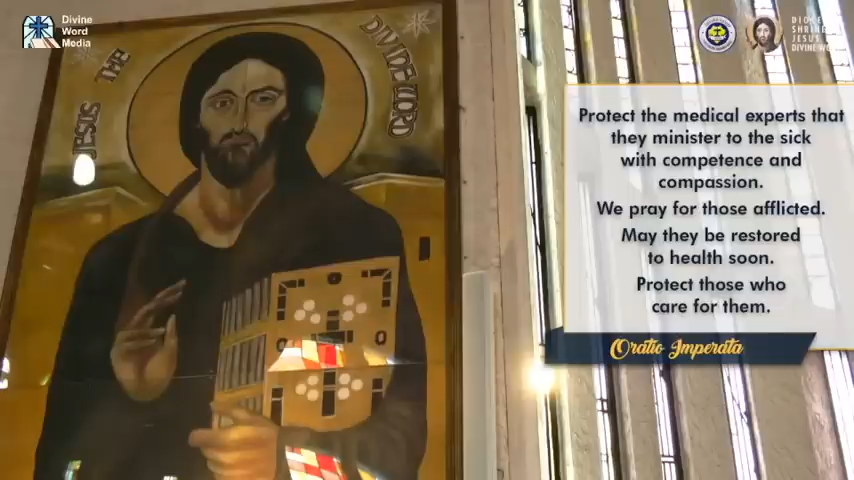 Divine
Word
Media
JESUS THE
DIVINE WORD
Protect the medical experts that
they minister to the sick
with competence and
compassion.
We pray for those afflicted.
May they be restored
to health soon.
Protect those who
care for them.
Oratio Imperata
SHRINE
JESUS